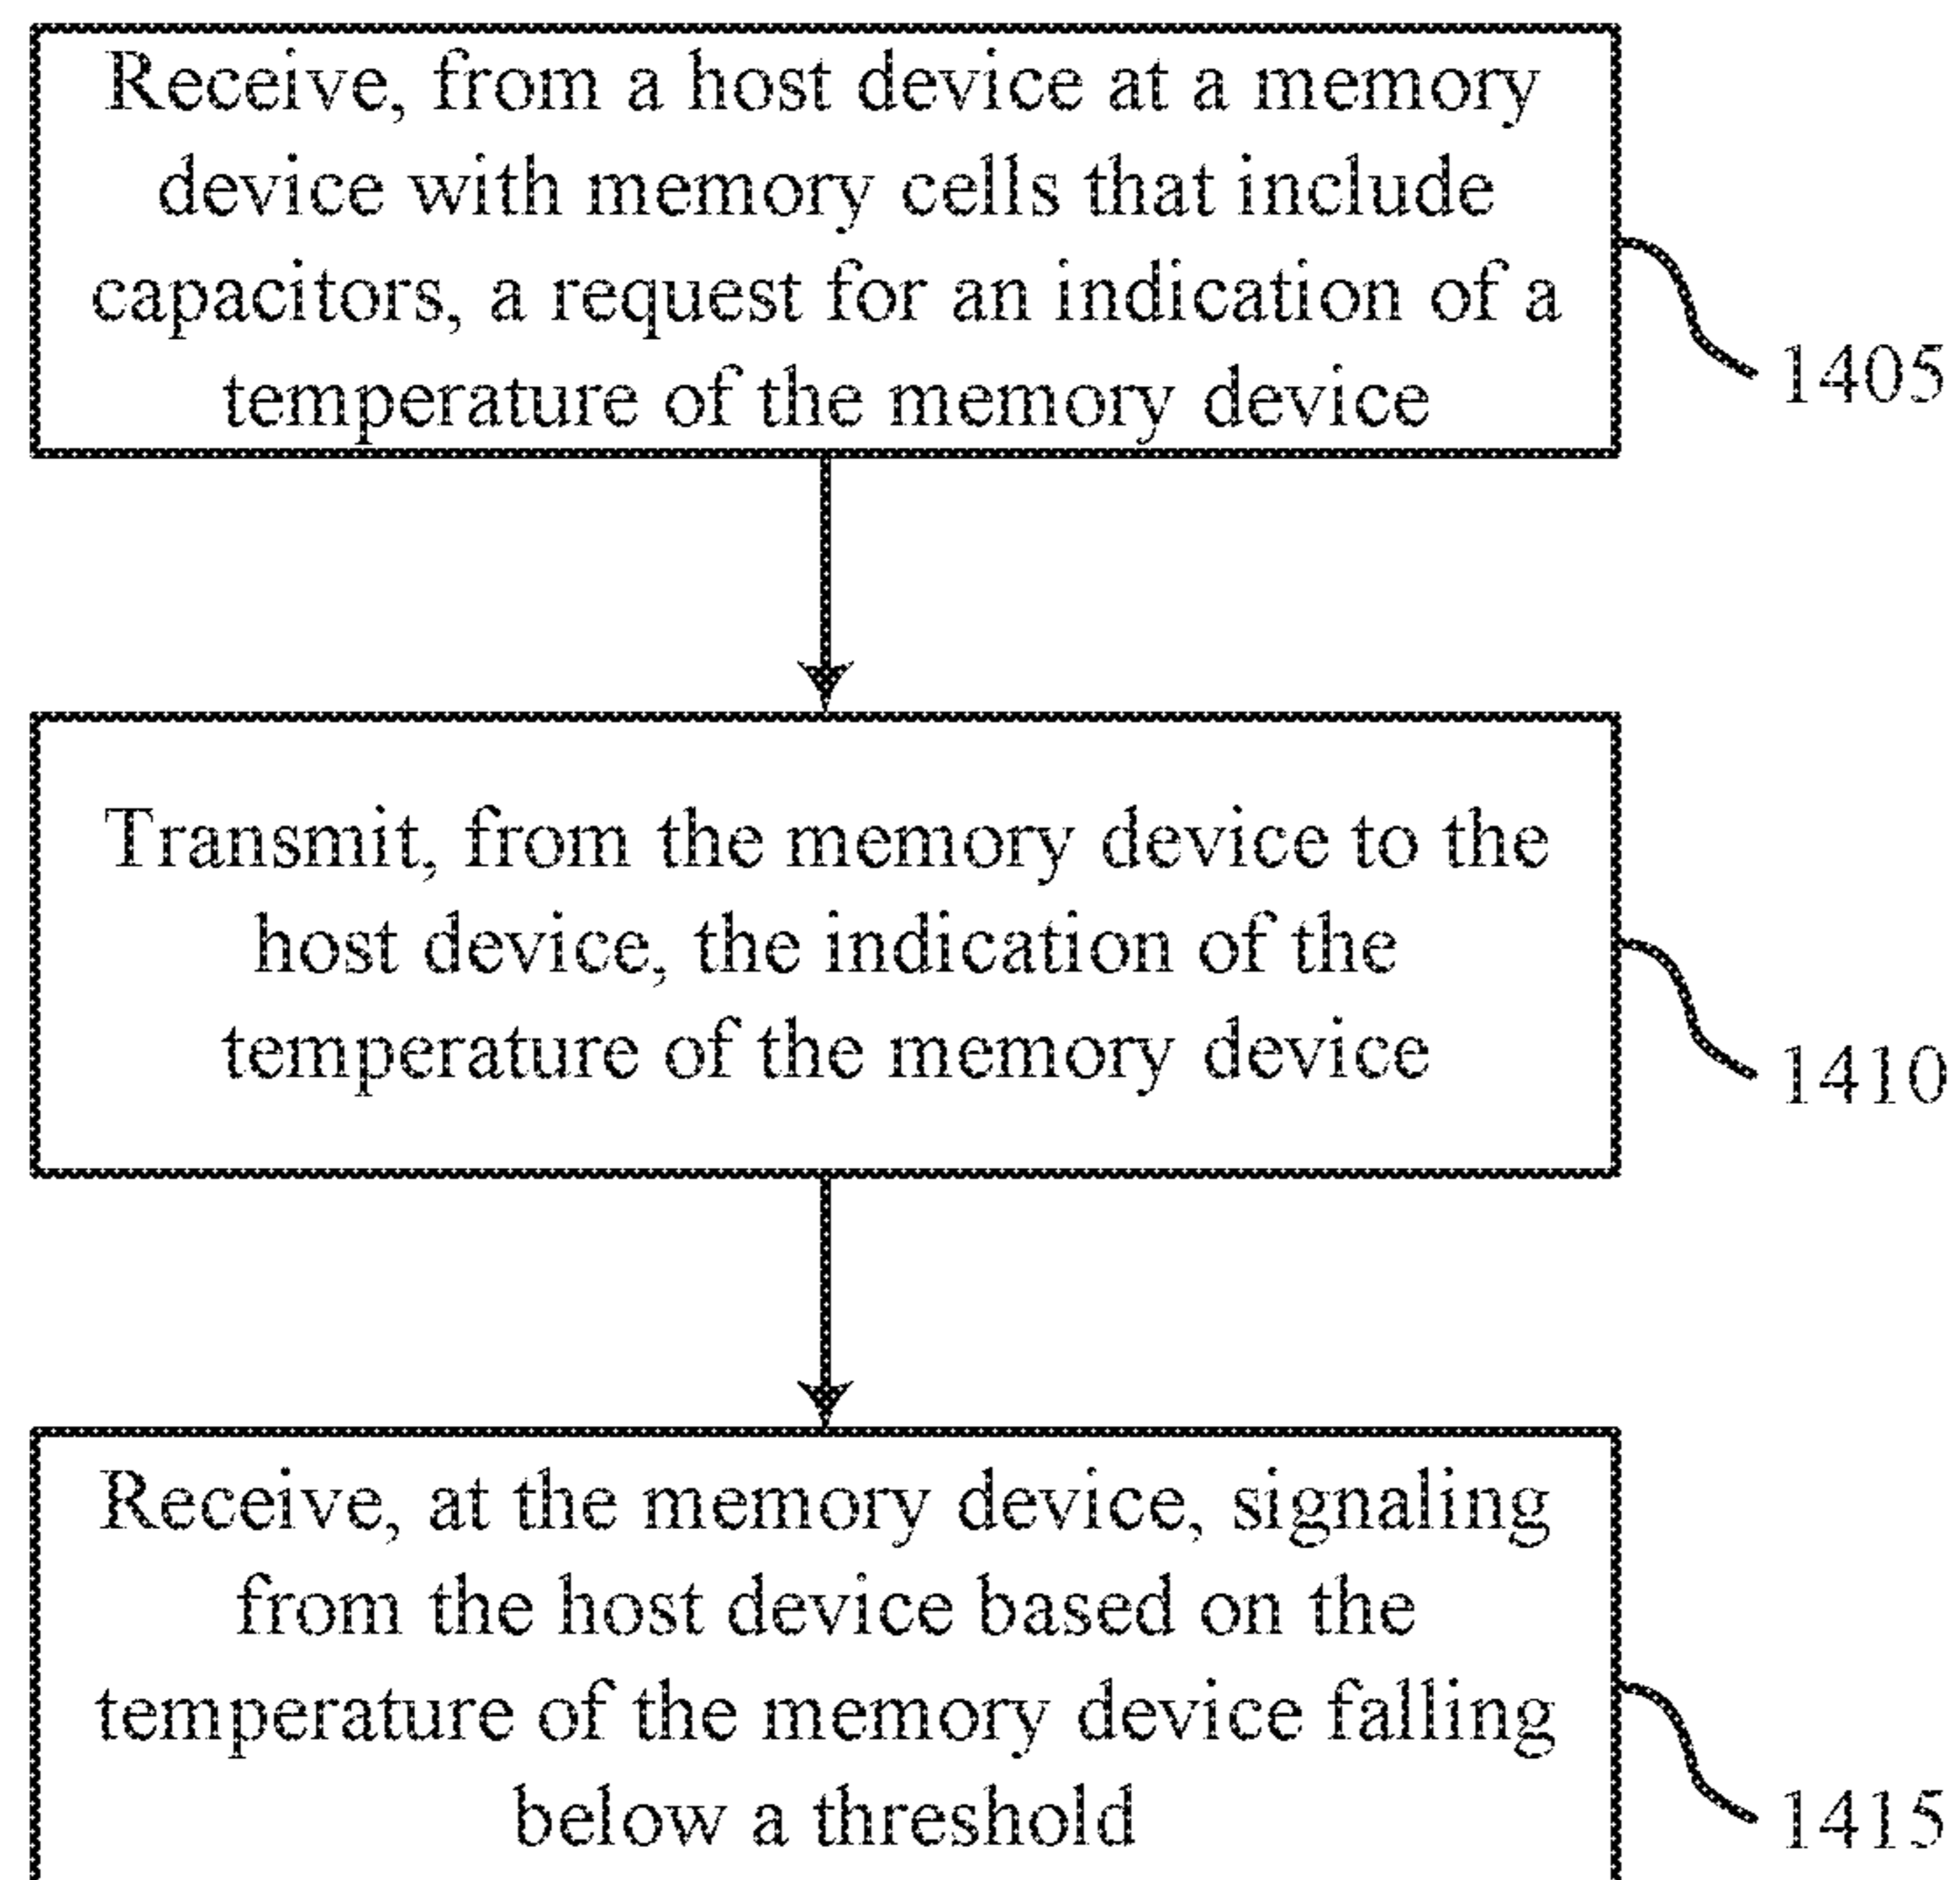 Receive, from a host device at a memory
device with memory cells that include
capacitors, a request for an indication of a
temperature of the memory device
1405
Transmit, from the memory device to the
host device, the indication of the
temperature of the memory device
1410
Receive, at the memory device, signaling
from the host device based on the
temperature of the memory device falling
below a threshold
1415